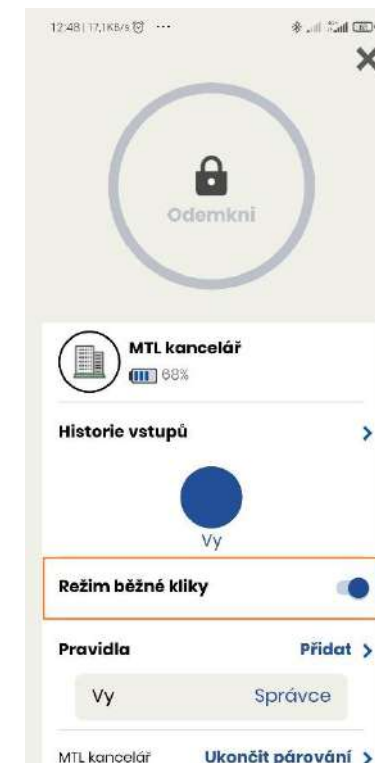 12:48 | 17,1KB/s ...
Odemkni
MTL kancelář
68%
Historie vstupů
Vy
Režim běžné kliky
Pravidla Přidat
Vy Správce
MTL kancelář Ukončit párování